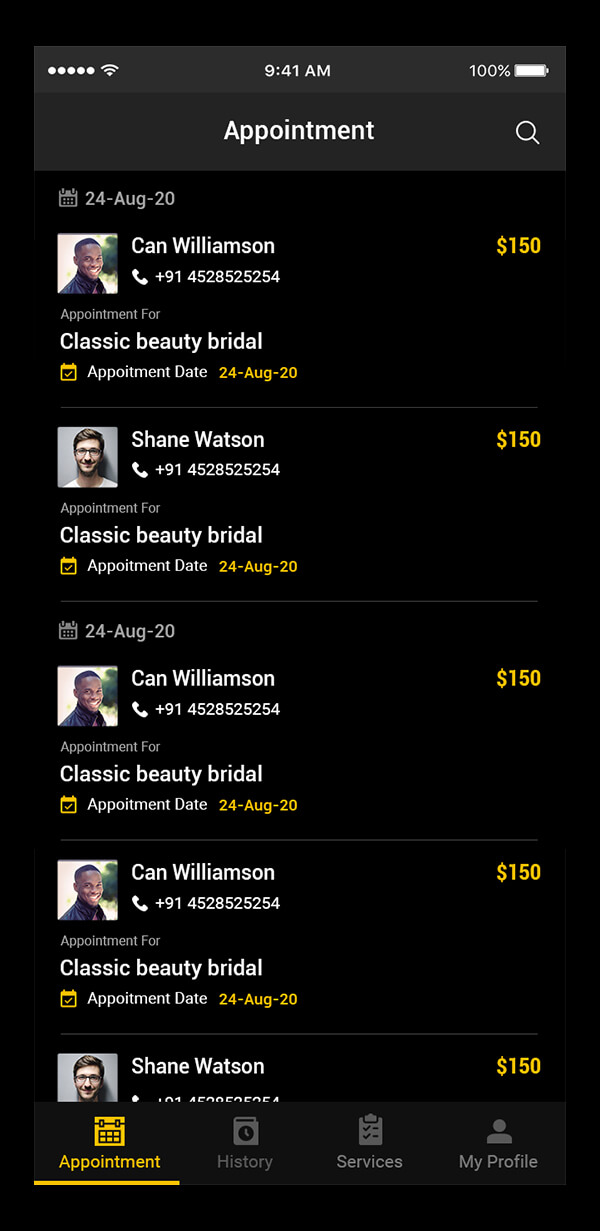 9:41 AM 100%
Appointment
24-Aug-20
Can Williamson $150
+91 4528525254
Appointment For
Classic beauty bridal
Appoitment Date 24-Aug-20
Shane Watson $150
+91 4528525254
Appointment For
Classic beauty bridal
Appoitment Date 24-Aug-20
24-Aug-20
Can Williamson $150
+91 4528525254
Appointment For
Classic beauty bridal
Appoitment Date 24-Aug-20
Can Williamson $150
+91 4528525254
Appointment For
Classic beauty bridal
Appoitment Date 24-Aug-20
Shane Watson $150
+91 4528525254
Appointment History Services My Profile